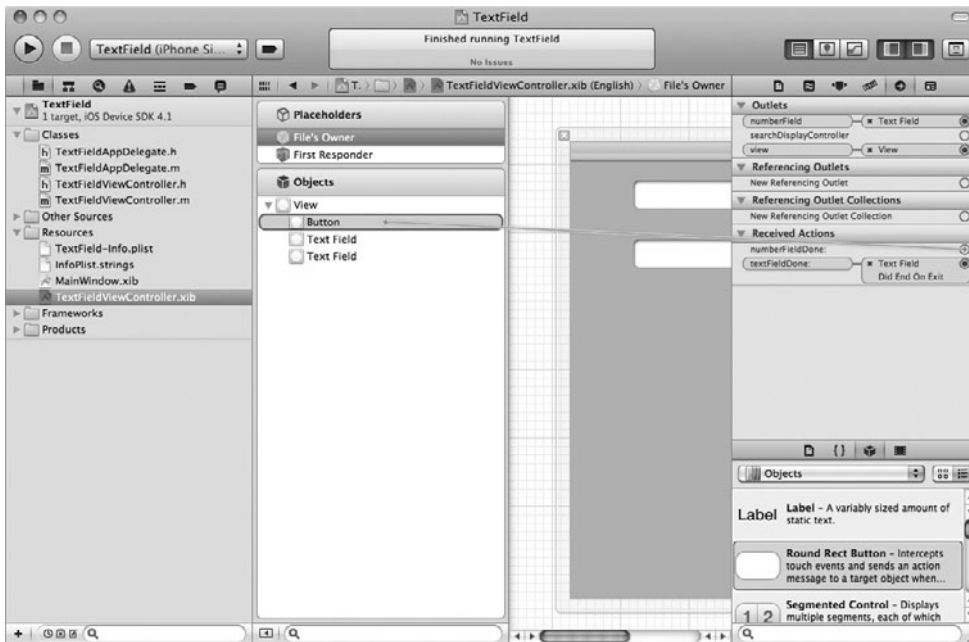 TextField
TextField (iPhone Si...
Finished running TextField
No Issues
T.
TextFieldViewController.xib (English)
File's Owner
TextField
1 target, iOS Device SDK 4.1
Classes
h TextFieldAppDelegate.h
m TextFieldAppDelegate.m
h TextFieldViewController.h
m TextFieldViewController.m
Other Sources
Resources
TextField-Info.plist
InfoPlist.strings
MainWindow.xib
TextFieldViewController.xib
Frameworks
Products
Placeholders
File's Owner
First Responder
Objects
View
Button
Text Field
Text Field
Outlets
numberField Text Field
searchDisplayController
view View
Referencing Outlets
New Referencing Outlet
Referencing Outlet Collections
New Referencing Outlet Collection
Received Actions
numberFieldDone:
textFieldDone: Text Field
Did End On Exit
{}
Objects
Label Label – A variably sized amount of
static text.
Round Rect Button – Intercepts
touch events and sends an action
message to a target object when...
1 2 Segmented Control – Displays
multiple segments, each of which